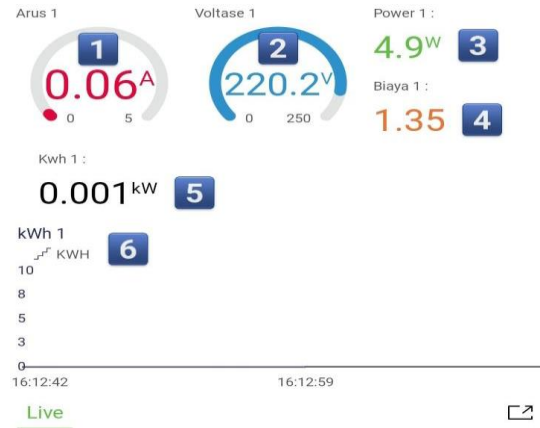 Arus 1
Voltase 1
Power 1 :
1
2
4.9W
3
0.06A
220.2V
Biaya 1 :
0
5
0
250
1.35
4
Kwh 1 :
0.001kW
5
kWh 1
KWH
6
10
8
5
3
0
16:12:42
16:12:59
Live